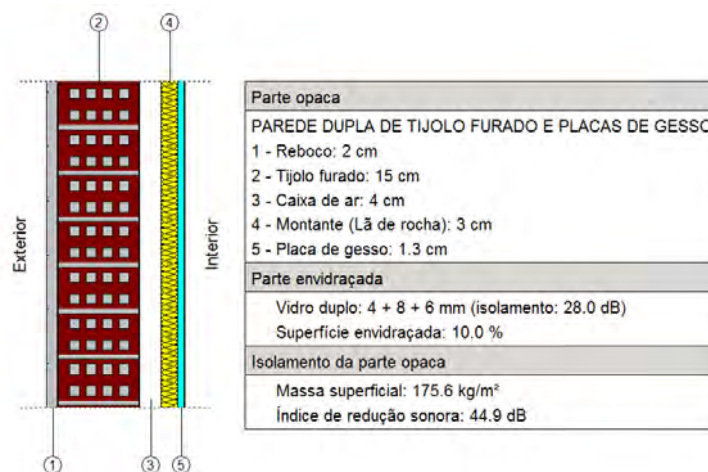 2
4
Exterior
Interior
1
3
5
Parte opaca
PAREDE DUPLA DE TIJOLO FURADO E PLACAS DE GESSO
1 - Reboco: 2 cm
2 - Tijolo furado: 15 cm
3 - Caixa de ar: 4 cm
4 - Montante (Lã de rocha): 3 cm
5 - Placa de gesso: 1.3 cm
Parte envidraçada
Vidro duplo: 4 + 8 + 6 mm (isolamento: 28.0 dB)
Superfície envidraçada: 10.0 %
Isolamento da parte opaca
Massa superficial: 175.6 kg/m²
Índice de redução sonora: 44.9 dB